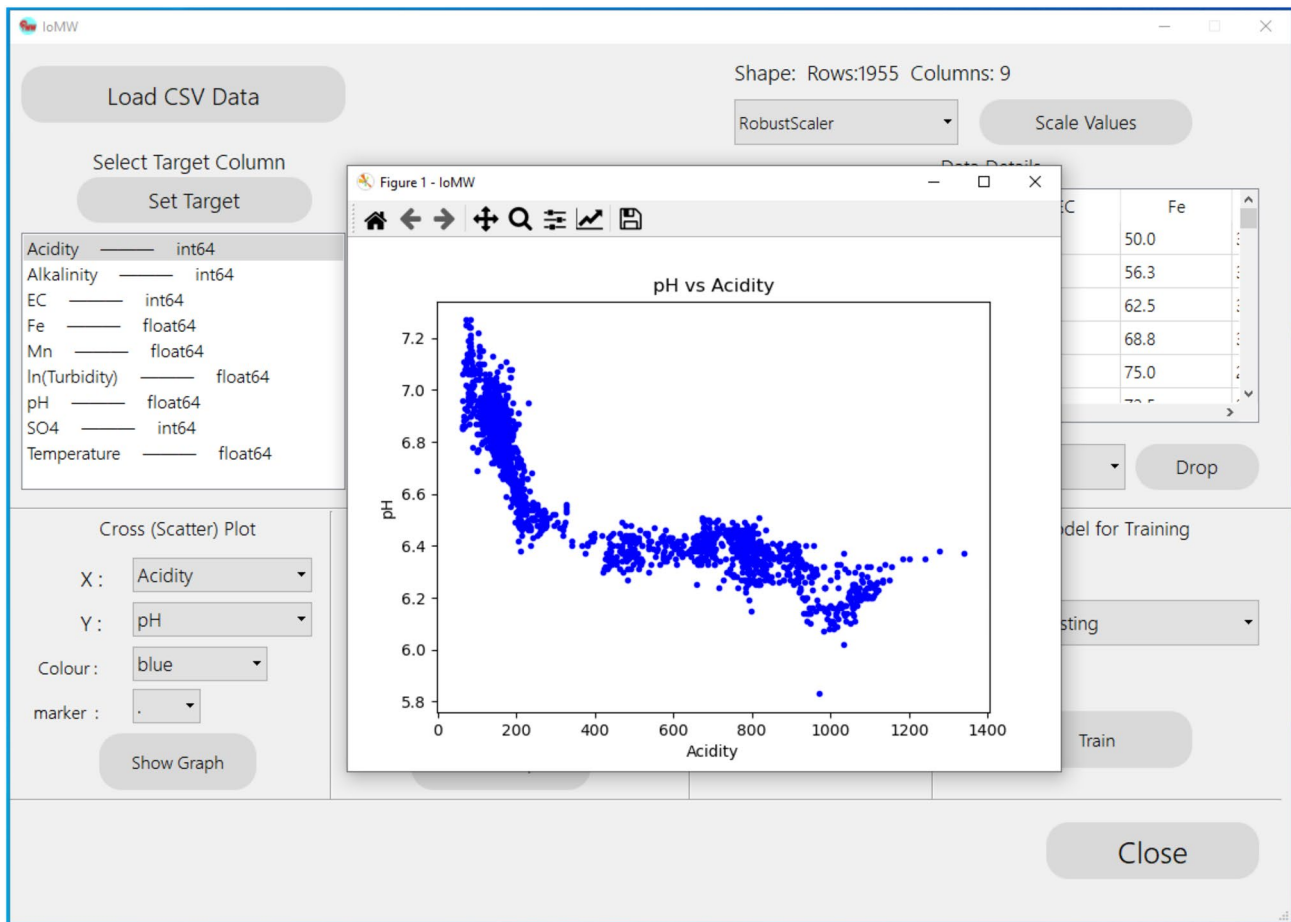 IoMW
Load CSV Data
Shape: Rows:1955 Columns: 9
RobustScaler
Scale Values
Select Target Column
Set Target
Data Details
Acidity ——— int64
Alkalinity ——— int64
EC ——— int64
Fe ——— float64
Mn ——— float64
ln(Turbidity) ——— float64
pH ——— float64
SO4 ——— int64
Temperature ——— float64
Fe
50.0
56.3
62.5
68.8
75.0
Drop
Figure 1 - IoMW
pH vs Acidity
7.2
7.0
6.8
6.6
6.4
6.2
6.0
5.8
pH
0 200 400 600 800 1000 1200 1400
Acidity
Cross (Scatter) Plot
X : Acidity
Y : pH
Colour : blue
marker : .
Show Graph
for Training
Train
Close